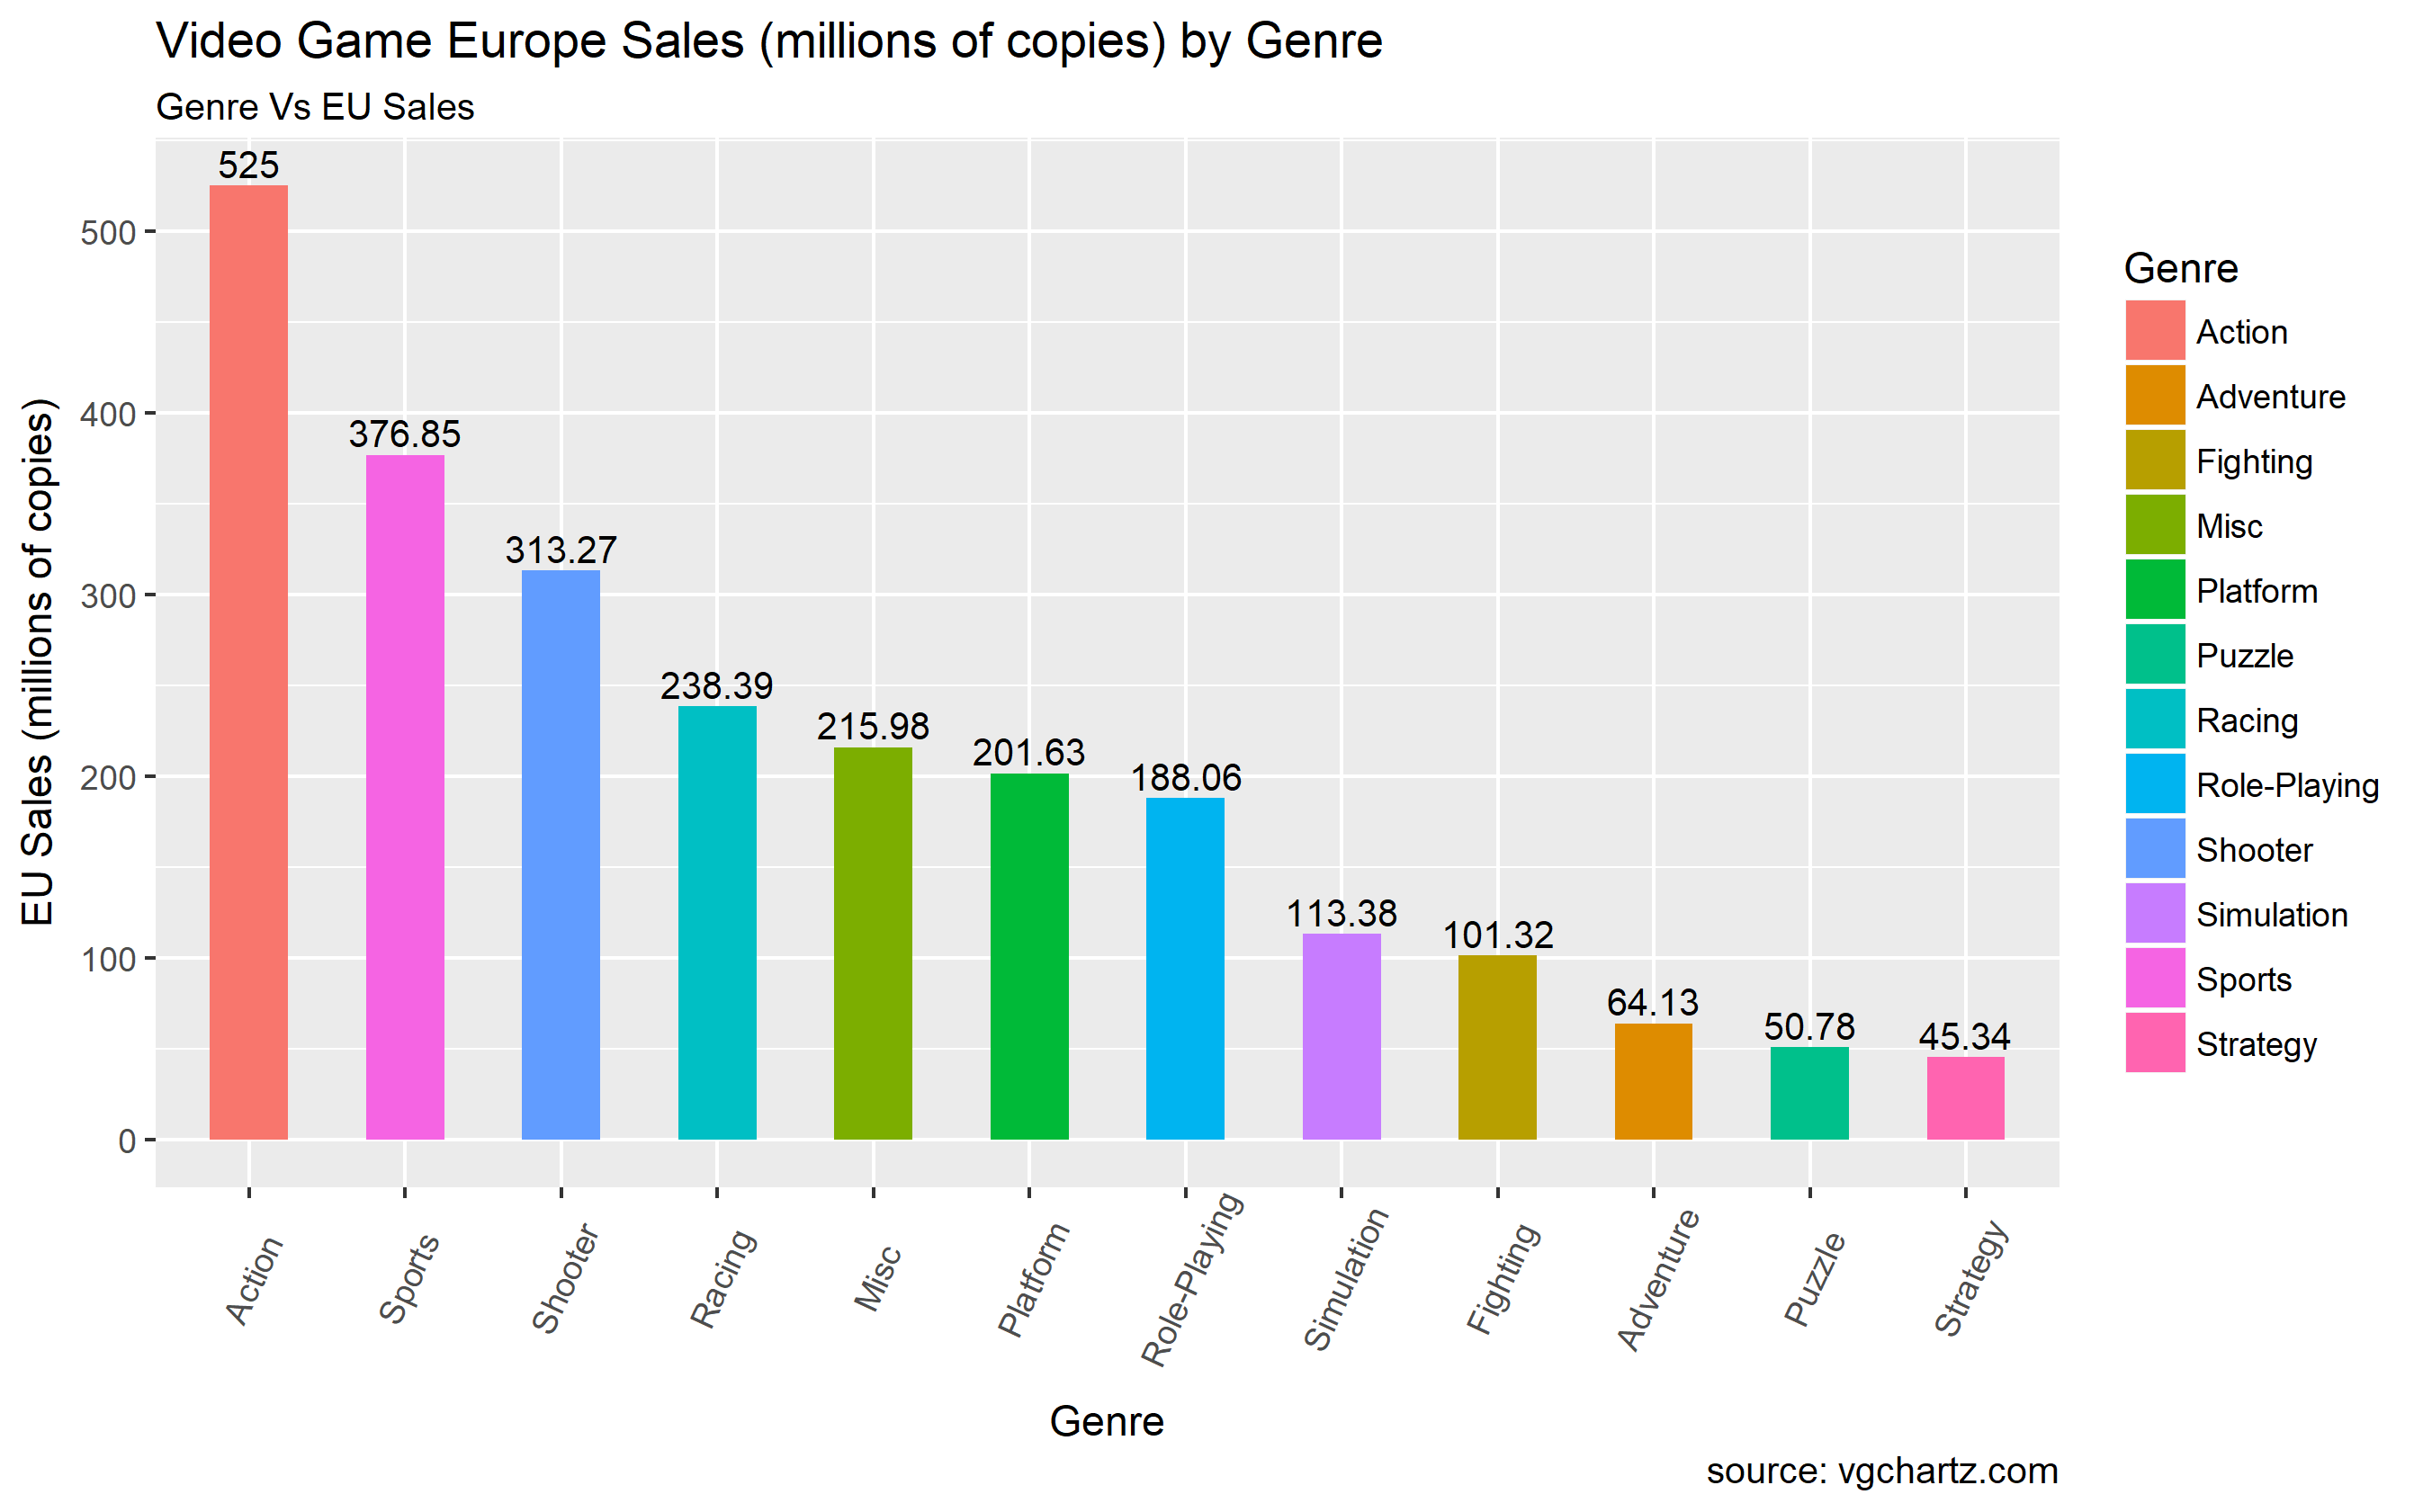 Video Game Europe Sales (millions of copies) by Genre
Genre Vs EU Sales
EU Sales (millions of copies)
500
400
300
200
100
0
525
376.85
313.27
238.39
215.98
201.63
188.06
113.38
101.32
64.13
50.78
45.34
Action
Sports
Shooter
Racing
Misc
Platform
Role-Playing
Simulation
Fighting
Adventure
Puzzle
Strategy
Genre
Genre
Action
Adventure
Fighting
Misc
Platform
Puzzle
Racing
Role-Playing
Shooter
Simulation
Sports
Strategy
source: vgchartz.com